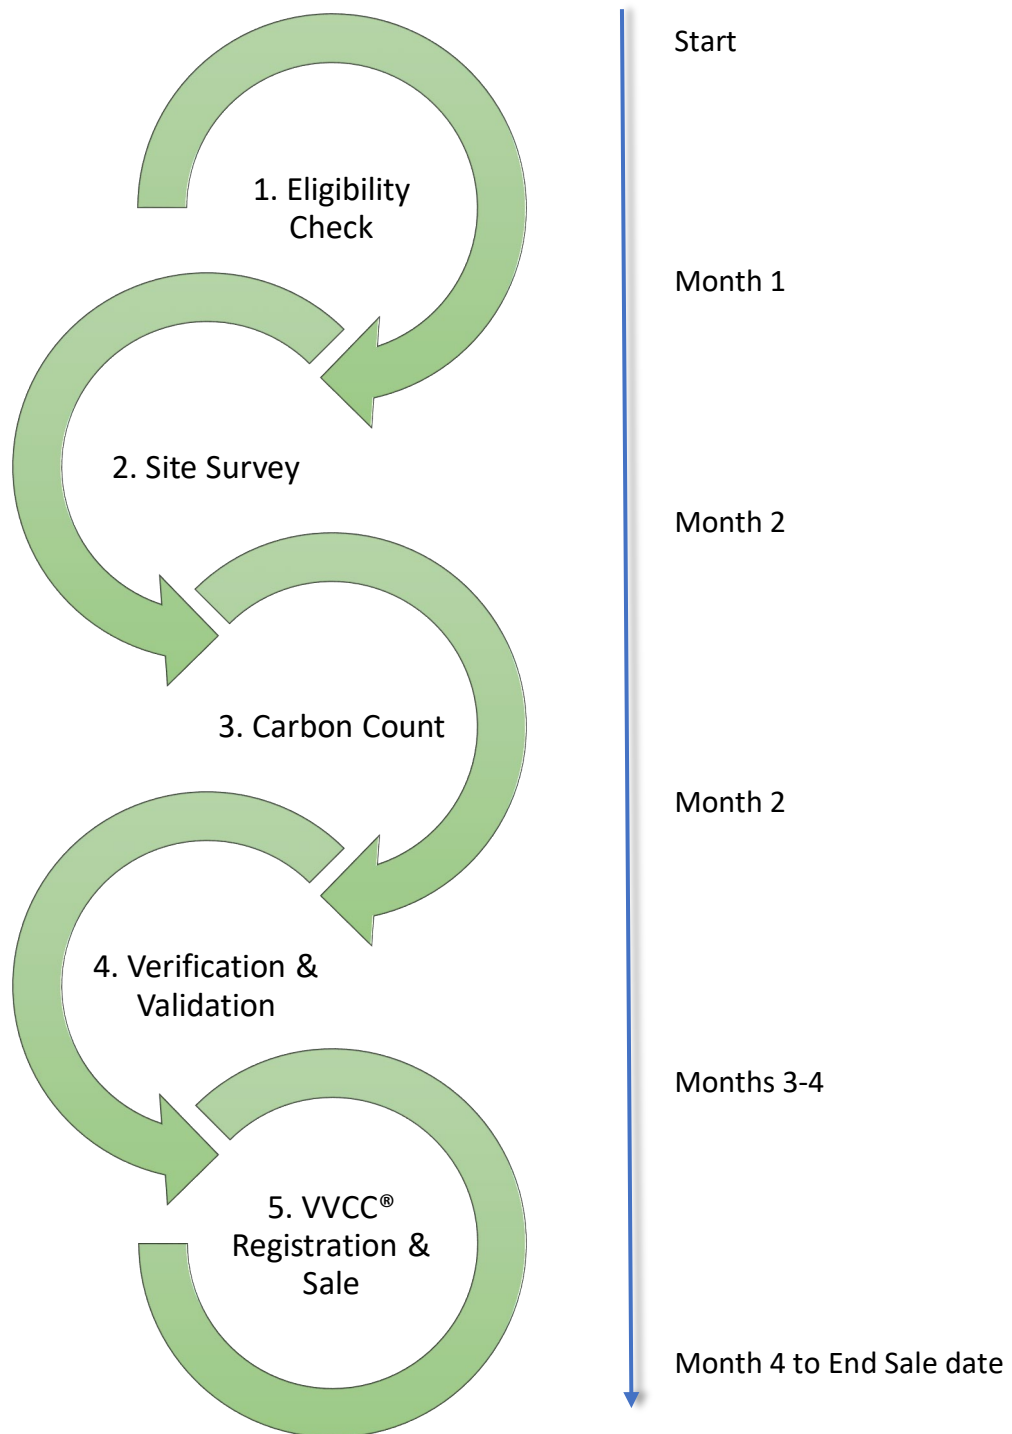 Start
1. Eligibility
Check
Month 1
2. Site Survey
Month 2
3. Carbon Count
Month 2
4. Verification &
Validation
Months 3-4
5. VVCC®
Registration &
Sale
Month 4 to End Sale date